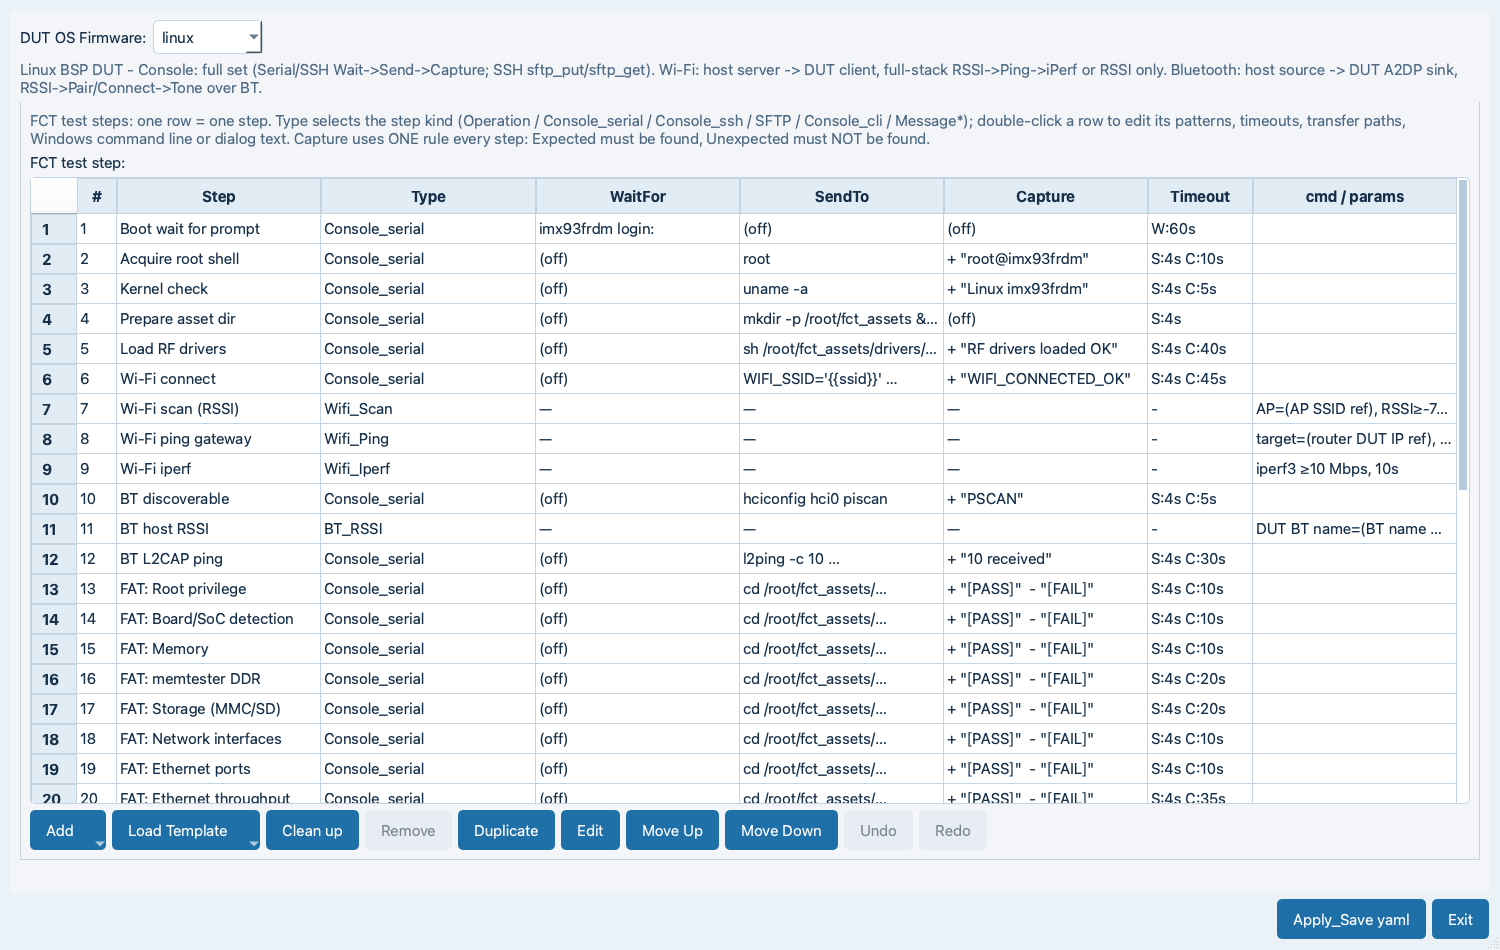 DUT OS Firmware: linux
Linux BSP DUT - Console: full set (Serial/SSH Wait->Send->Capture; SSH sftp_put/sftp_get). Wi-Fi: host server -> DUT client, full-stack RSSI->Ping->iPerf or RSSI only. Bluetooth: host source -> DUT A2DP sink,
RSSI->Pair/Connect->Tone over BT.
FCT test steps: one row = one step. Type selects the step kind (Operation / Console_serial / Console_ssh / SFTP / Console_cli / Message*); double-click a row to edit its patterns, timeouts, transfer paths,
Windows command line or dialog text. Capture uses ONE rule every step: Expected must be found, Unexpected must NOT be found.
FCT test step:
# Step Type WaitFor SendTo Capture Timeout cmd / params
1 1 Boot wait for prompt Console_serial imx93frdm login: (off) (off) W:60s
2 2 Acquire root shell Console_serial (off) root + "root@imx93frdm" S:4s C:10s
3 3 Kernel check Console_serial (off) uname -a + "Linux imx93frdm" S:4s C:5s
4 4 Prepare asset dir Console_serial (off) mkdir -p /root/fct_assets &... (off) S:4s
5 5 Load RF drivers Console_serial (off) sh /root/fct_assets/drivers/... + "RF drivers loaded OK" S:4s C:40s
6 6 Wi-Fi connect Console_serial (off) WIFI_SSID='{{ssid}}' ... + "WIFI_CONNECTED_OK" S:4s C:45s
7 7 Wi-Fi scan (RSSI) Wifi_Scan — — — - AP=(AP SSID ref), RSSI≥-7...
8 8 Wi-Fi ping gateway Wifi_Ping — — — - target=(router DUT IP ref), ...
9 9 Wi-Fi iperf Wifi_Iperf — — — - iperf3 ≥10 Mbps, 10s
10 10 BT discoverable Console_serial (off) hciconfig hci0 piscan + "PSCAN" S:4s C:5s
11 11 BT host RSSI BT_RSSI — — — - DUT BT name=(BT name ...
12 12 BT L2CAP ping Console_serial (off) l2ping -c 10 ... + "10 received" S:4s C:30s
13 13 FAT: Root privilege Console_serial (off) cd /root/fct_assets/... + "[PASS]" - "[FAIL]" S:4s C:10s
14 14 FAT: Board/SoC detection Console_serial (off) cd /root/fct_assets/... + "[PASS]" - "[FAIL]" S:4s C:10s
15 15 FAT: Memory Console_serial (off) cd /root/fct_assets/... + "[PASS]" - "[FAIL]" S:4s C:10s
16 16 FAT: memtester DDR Console_serial (off) cd /root/fct_assets/... + "[PASS]" - "[FAIL]" S:4s C:20s
17 17 FAT: Storage (MMC/SD) Console_serial (off) cd /root/fct_assets/... + "[PASS]" - "[FAIL]" S:4s C:20s
18 18 FAT: Network interfaces Console_serial (off) cd /root/fct_assets/... + "[PASS]" - "[FAIL]" S:4s C:10s
19 19 FAT: Ethernet ports Console_serial (off) cd /root/fct_assets/... + "[PASS]" - "[FAIL]" S:4s C:10s
20 20 FAT: Ethernet throughput Console_serial (off) cd /root/fct_assets/... + "[PASS]" - "[FAIL]" S:4s C:35s
Add Load Template Clean up Remove Duplicate Edit Move Up Move Down Undo Redo
Apply_Save yaml Exit